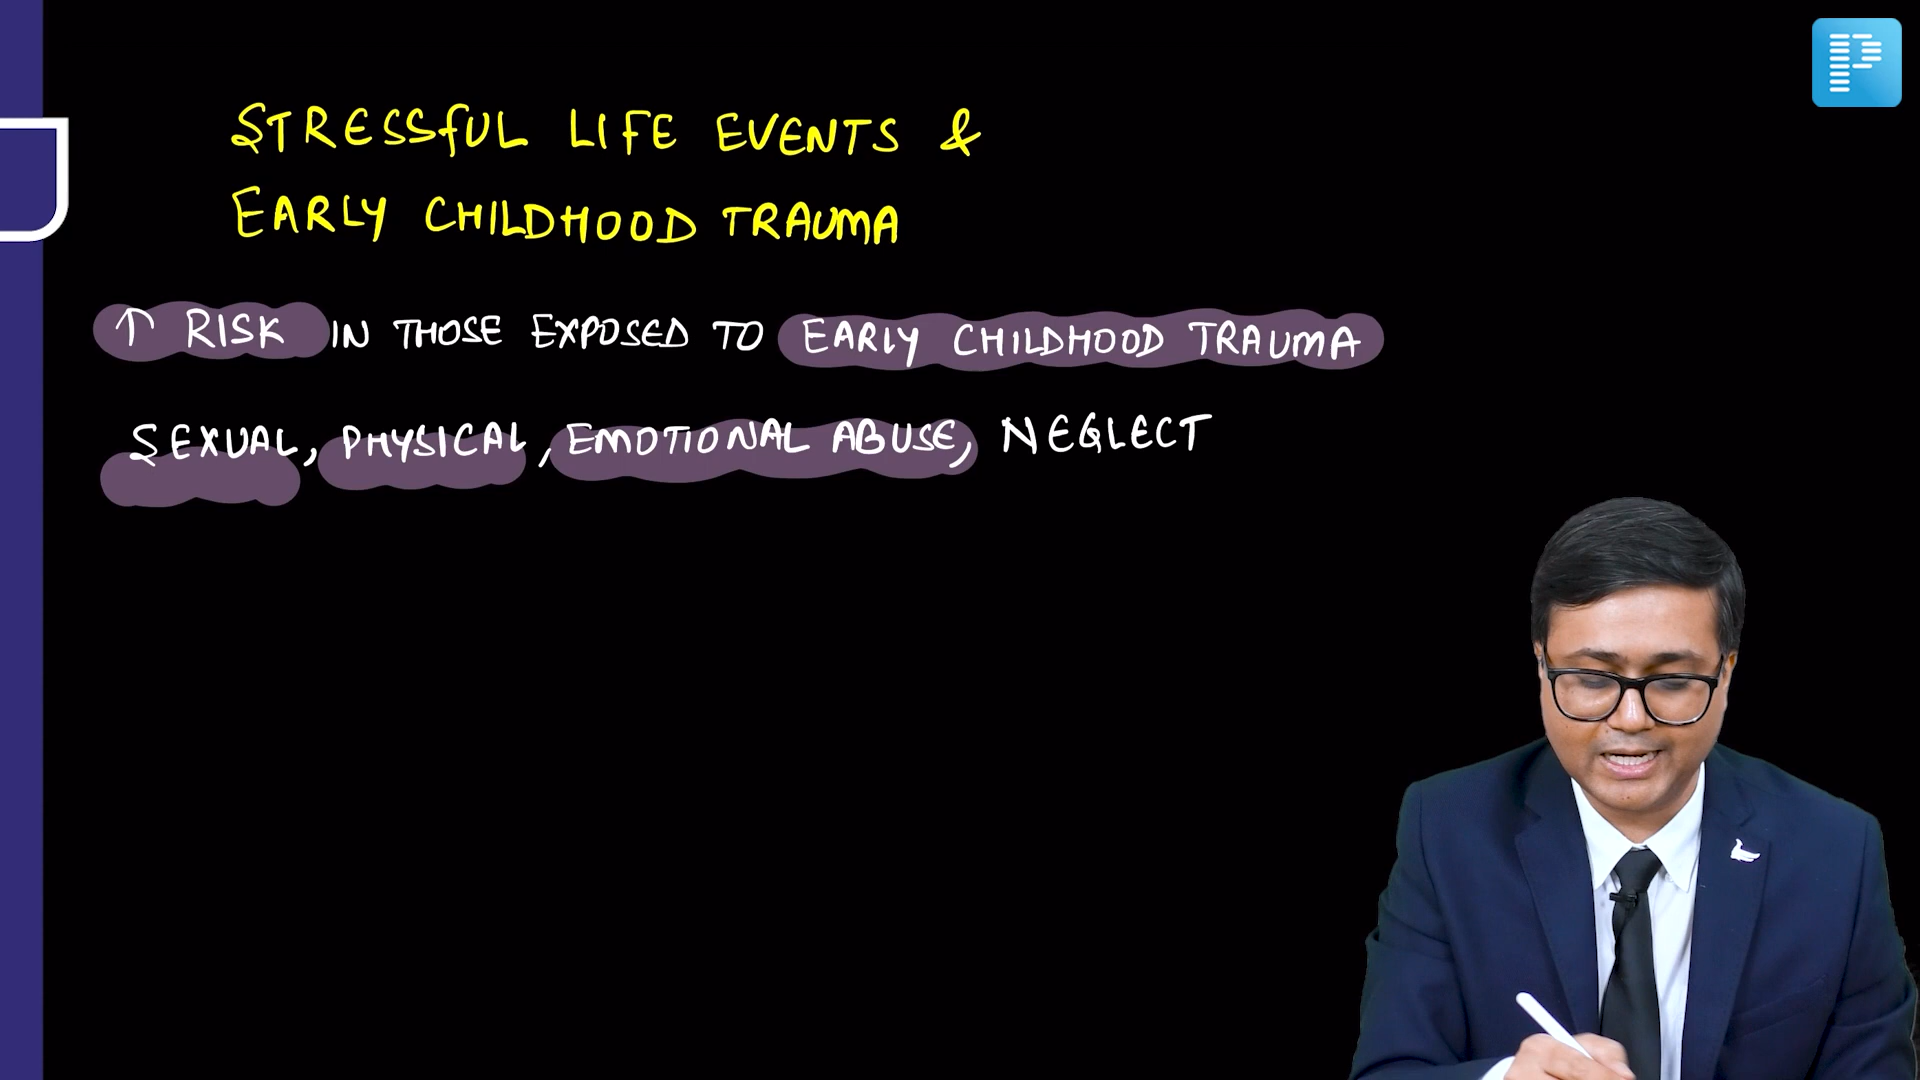 STRESSFUL LIFE EVENTS &
EARLY CHILDHOOD TRAUMA
↑ RISK IN THOSE EXPOSED TO EARLY CHILDHOOD TRAUMA
SEXUAL, PHYSICAL, EMOTIONAL ABUSE, NEGLECT